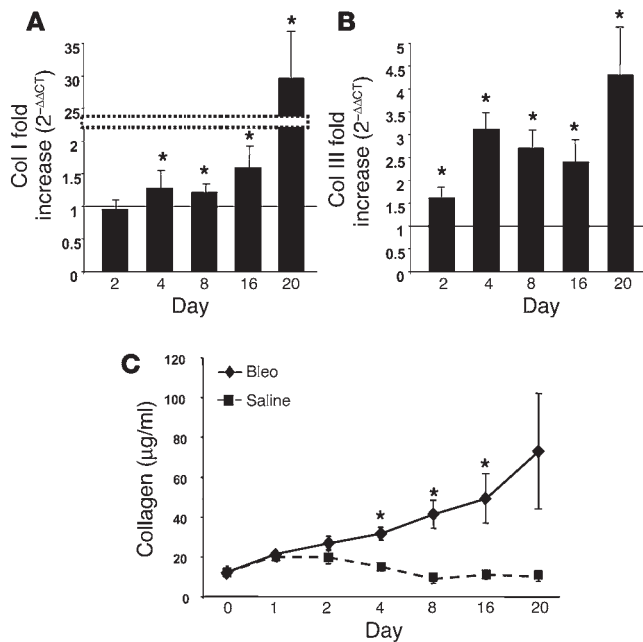 A
Col I fold
increase (2−ΔΔCT)
35
30
25
2
1.5
1
0.5
0
*
*
*
*
2 4 8 16 20
Day
B
Col III fold
increase (2−ΔΔCT)
5
4.5
4
3.5
3
2.5
2
1.5
1
0.5
0
*
*
*
*
*
2 4 8 16 20
Day
C
Collagen (μg/ml)
120
100
80
60
40
20
0
Bleo
Saline
*
*
*
0 1 2 4 8 16 20
Day